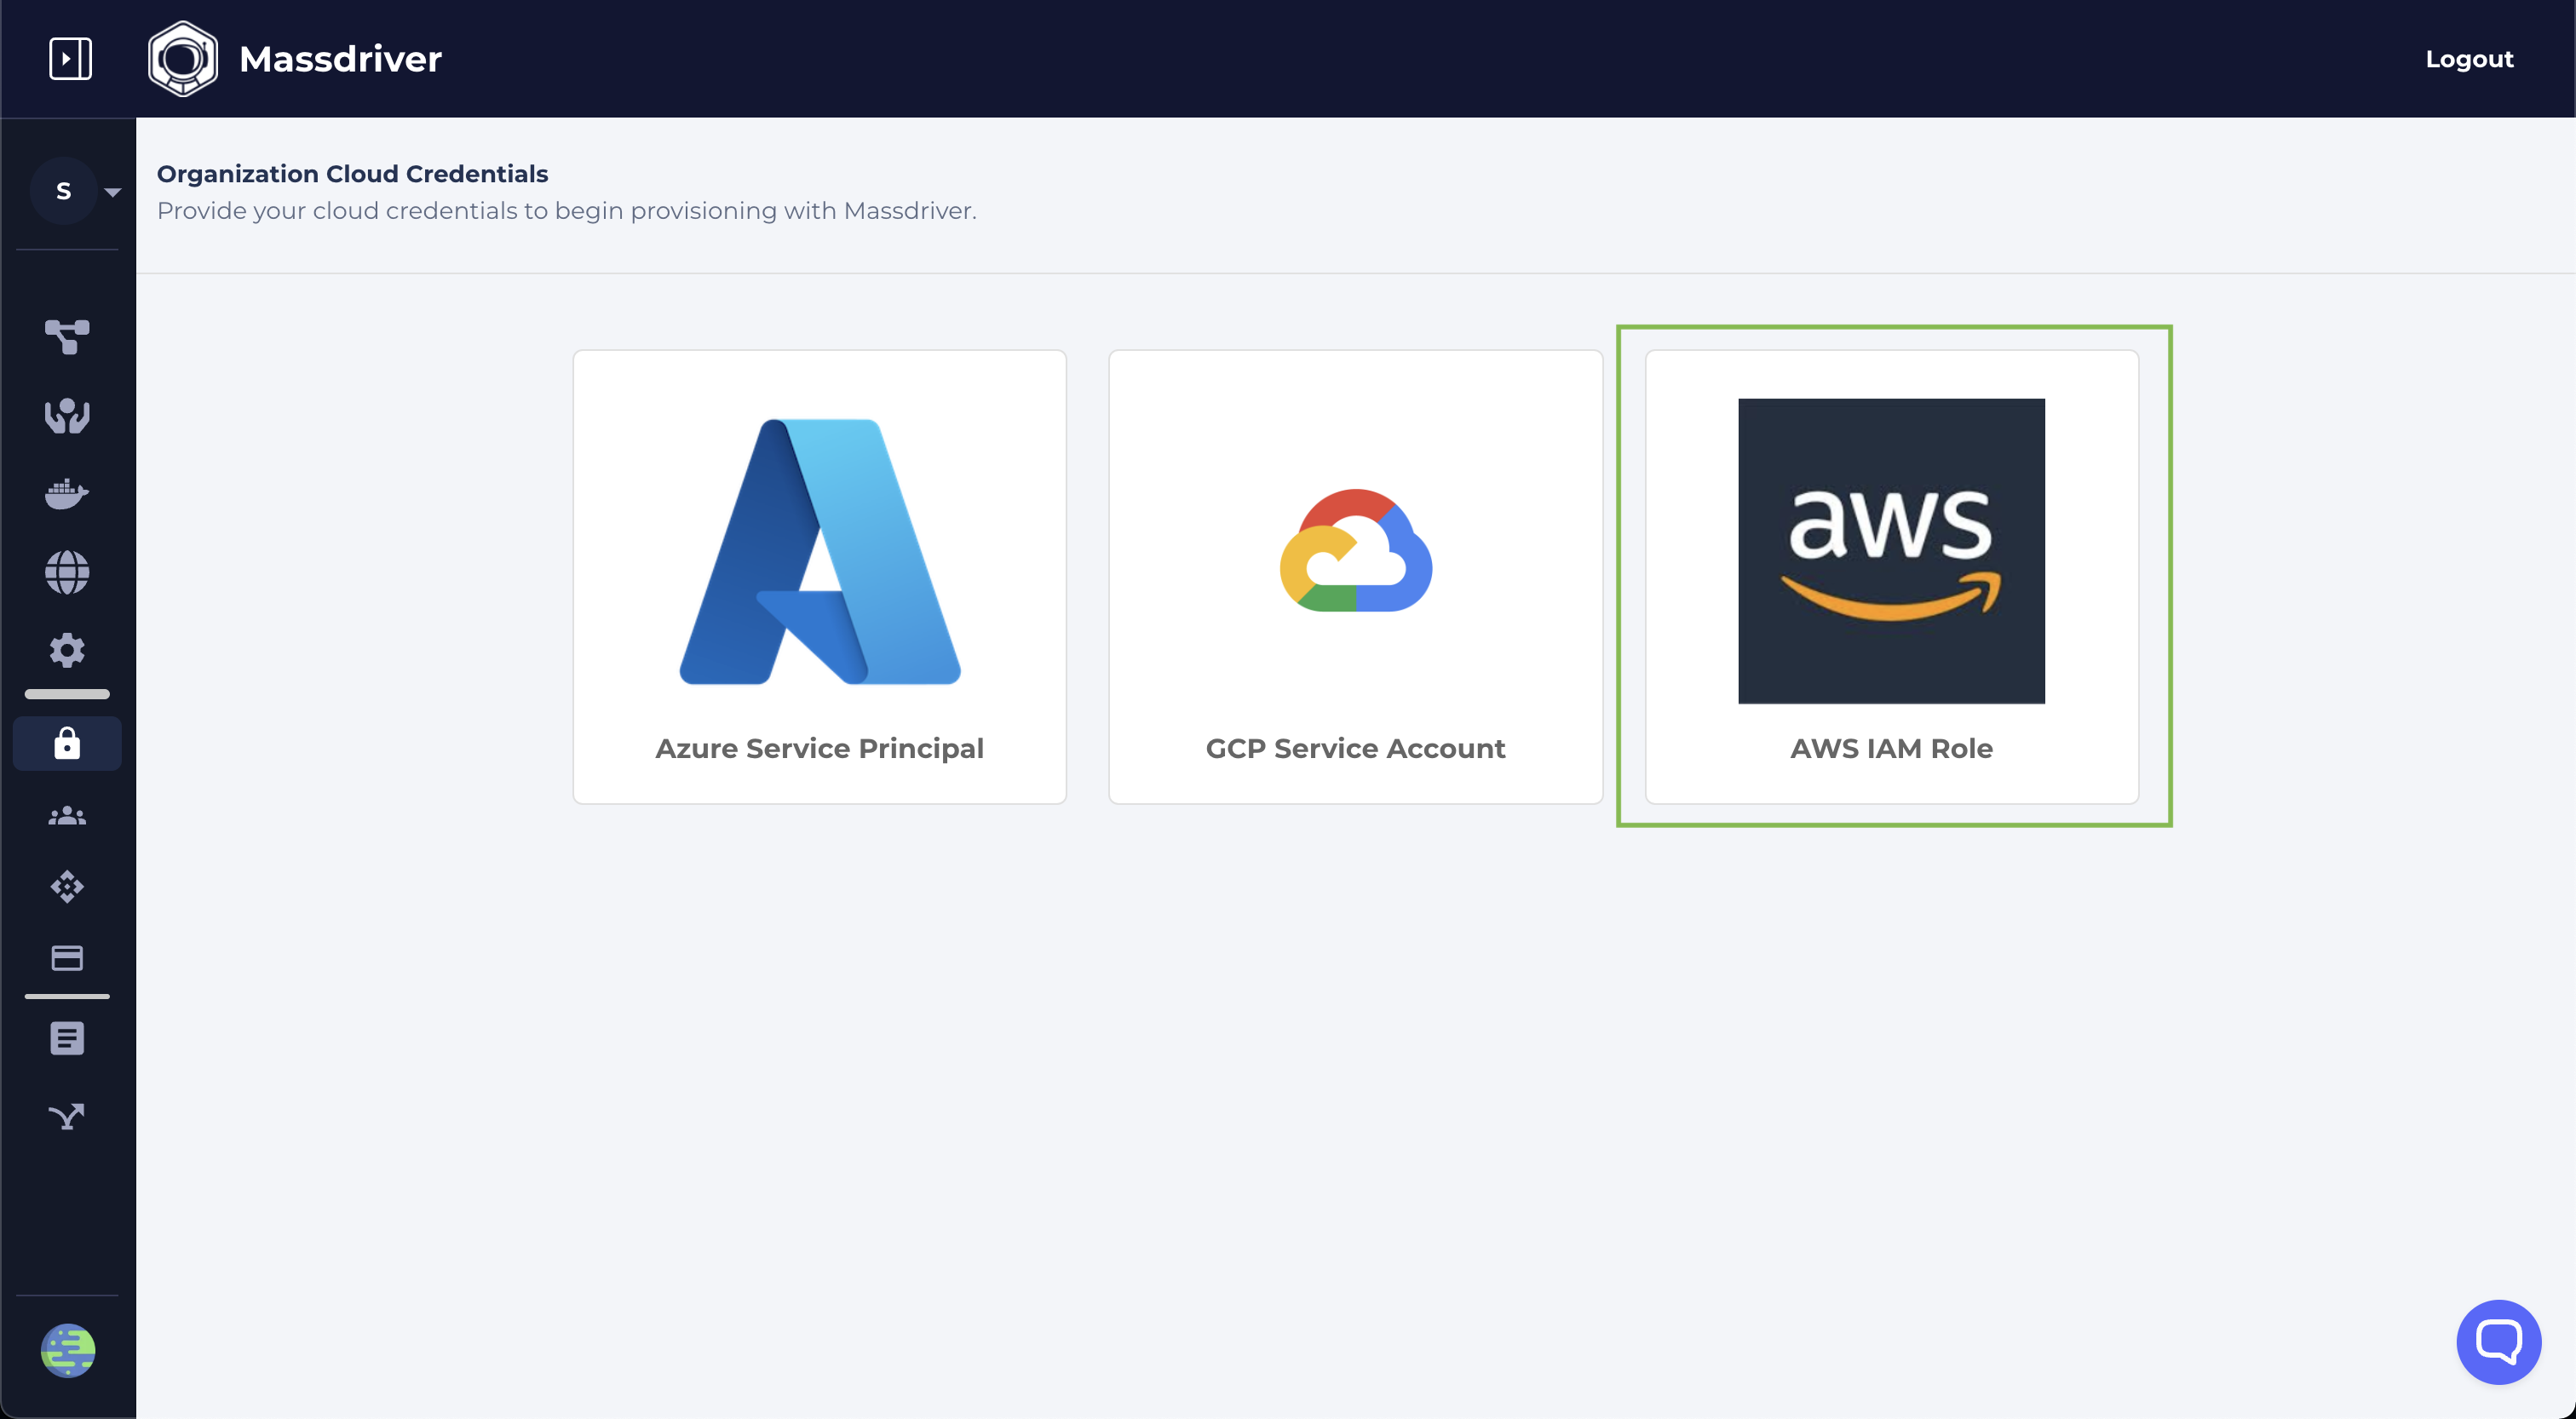 Massdriver
Logout
S
Organization Cloud Credentials
Provide your cloud credentials to begin provisioning with Massdriver.
aws
Azure Service Principal
GCP Service Account
AWS IAM Role